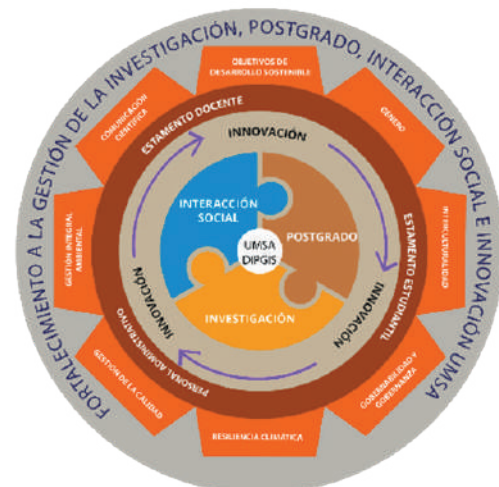 FORTALECIMIENTO A LA GESTIÓN DE LA INVESTIGACIÓN, POSTGRADO, INTERACCIÓN SOCIAL E INNOVACIÓN UMSA
OBJETIVOS DE
DESARROLLO SOSTENIBLE
GÉNERO
INTERCULTURALIDAD
GOBERNABILIDAD Y
GOBERNANZA
RESILIENCIA CLIMÁTICA
GESTIÓN DE LA CALIDAD
GESTIÓN INTEGRAL
AMBIENTAL
COMUNICACIÓN
CIENTÍFICA
ESTAMENTO DOCENTE
ESTAMENTO ESTUDIANTIL
PERSONAL ADMINISTRATIVO
INNOVACIÓN
INNOVACIÓN
INNOVACIÓN
INTERACCIÓN
SOCIAL
POSTGRADO
UMSA
DIPGIS
INVESTIGACIÓN